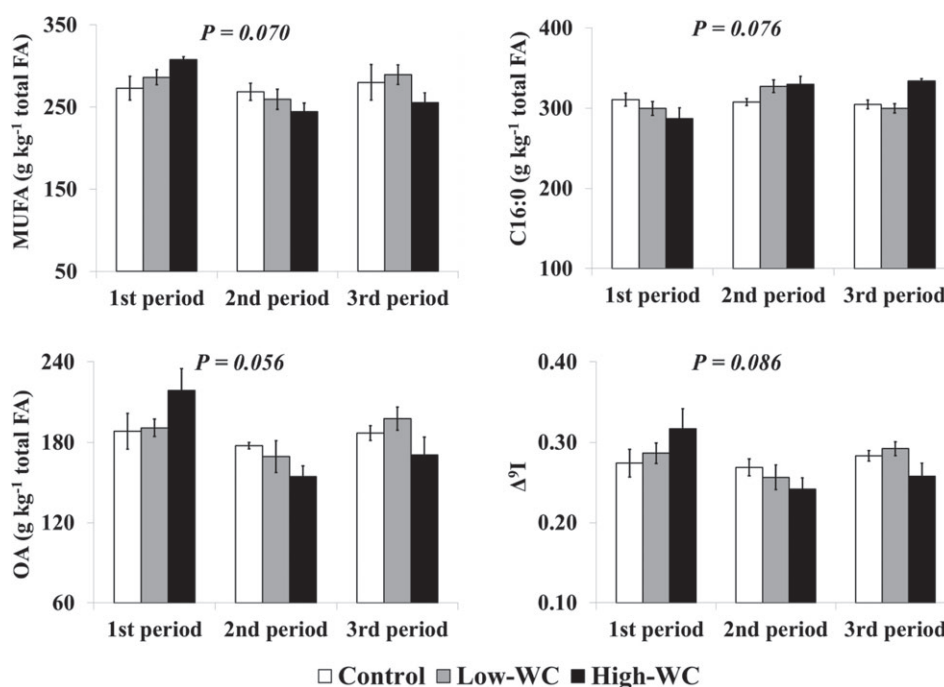 P = 0.070
MUFA (g kg⁻¹ total FA)
350
250
150
50
1st period 2nd period 3rd period
P = 0.076
C16:0 (g kg⁻¹ total FA)
400
300
200
100
1st period 2nd period 3rd period
P = 0.056
OA (g kg⁻¹ total FA)
240
180
120
60
1st period 2nd period 3rd period
P = 0.086
Δ⁹I
0.40
0.30
0.20
0.10
1st period 2nd period 3rd period
Control Low-WC High-WC